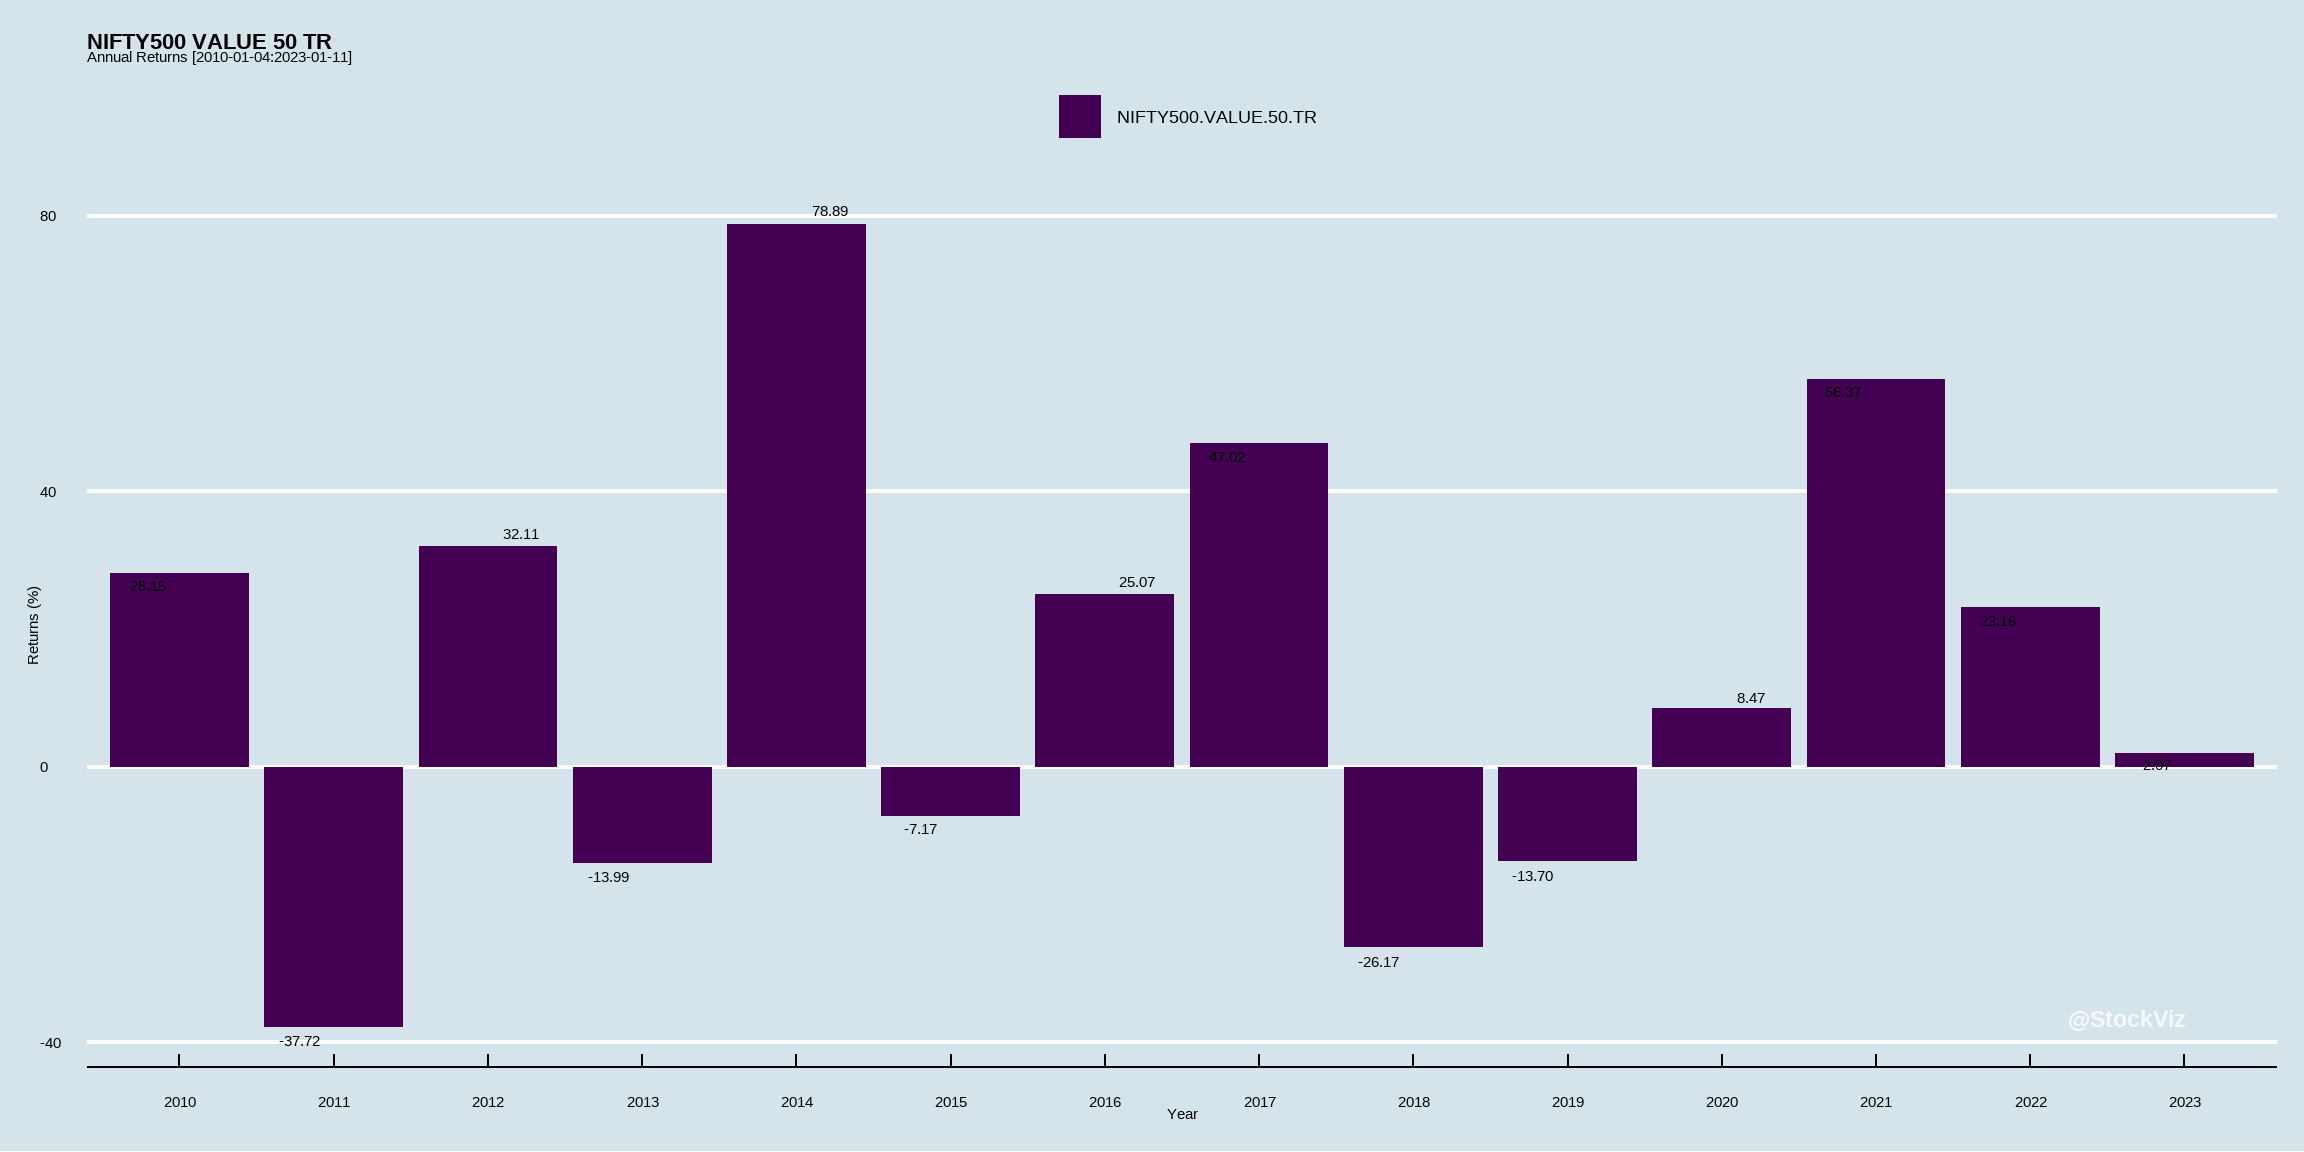 NIFTY500 VALUE 50 TR
Annual Returns [2010-01-04:2023-01-11]
NIFTY500.VALUE.50.TR
80
78.89
56.37
47.02
40
32.11
28.15
25.07
23.16
8.47
2.07
0
-7.17
-13.99
-13.70
-26.17
-37.72
-40
Returns (%)
@StockViz
2010 2011 2012 2013 2014 2015 2016 2017 2018 2019 2020 2021 2022 2023
Year